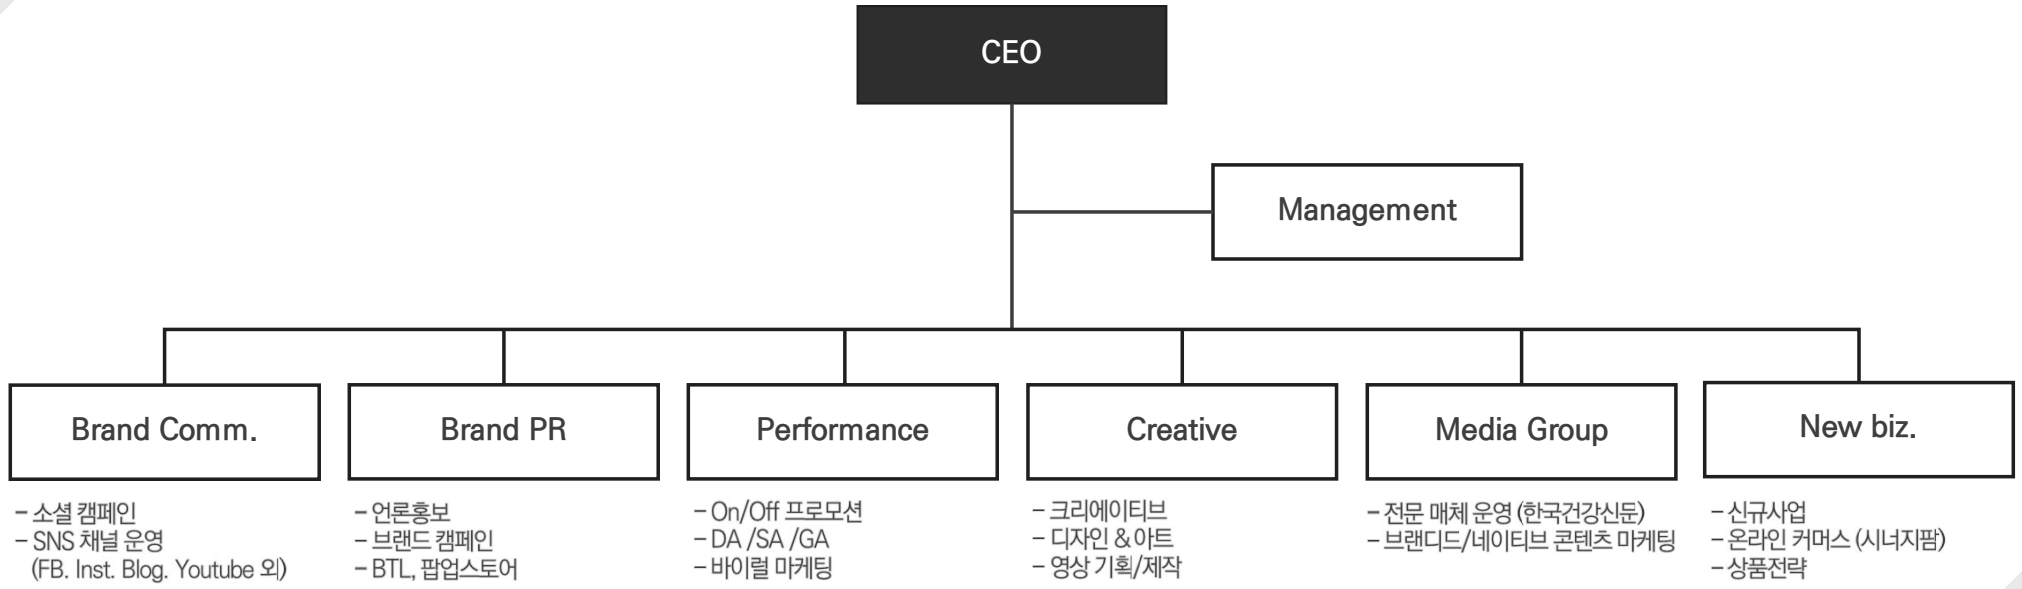 CEO
Management
Brand Comm.
Brand PR
Performance
Creative
Media Group
New biz.
- 소셜 캠페인
- SNS 채널 운영
(FB. Inst. Blog. Youtube 외)
- 언론홍보
- 브랜드 캠페인
- BTL, 팝업스토어
- On/Off 프로모션
- DA /SA /GA
- 바이럴 마케팅
- 크리에이티브
- 디자인 & 아트
- 영상 기획/제작
- 전문 매체 운영 (한국건강신문)
- 브랜디드/네이티브 콘텐츠 마케팅
- 신규사업
- 온라인 커머스 (시너지팜)
- 상품전략